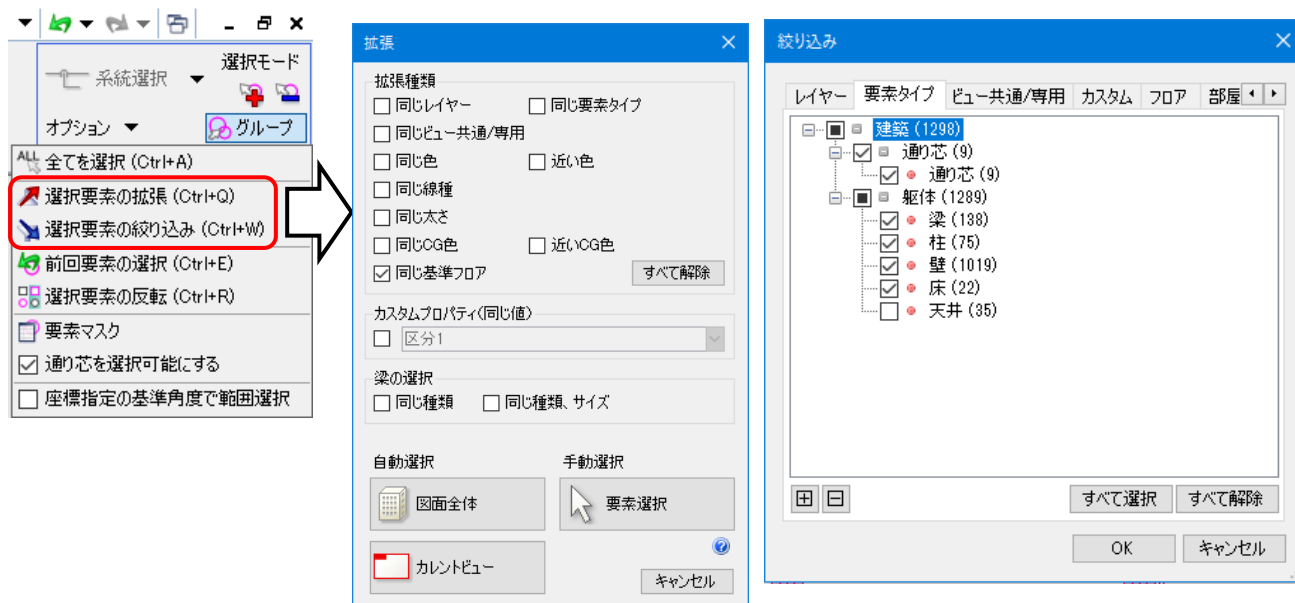 選択モード
系統選択
オプション グループ
ALL 全てを選択 (Ctrl+A)
選択要素の拡張 (Ctrl+Q)
選択要素の絞り込み (Ctrl+W)
前回要素の選択 (Ctrl+E)
選択要素の反転 (Ctrl+R)
要素マスク
通り芯を選択可能にする
座標指定の基準角度で範囲選択
拡張
拡張種類
同じレイヤー 同じ要素タイプ
同じビュー共通/専用
同じ色 近い色
同じ線種
同じ太さ
同じCG色 近いCG色
同じ基準フロア すべて解除
カスタムプロパティ(同じ値)
区分1
梁の選択
同じ種類 同じ種類、サイズ
自動選択 手動選択
図面全体 要素選択
カレントビュー
キャンセル
絞り込み
レイヤー 要素タイプ ビュー共通/専用 カスタム フロア 部屋
建築 (1298)
通り芯 (9)
通り芯 (9)
躯体 (1289)
梁 (138)
柱 (75)
壁 (1019)
床 (22)
天井 (35)
すべて選択 すべて解除
OK キャンセル